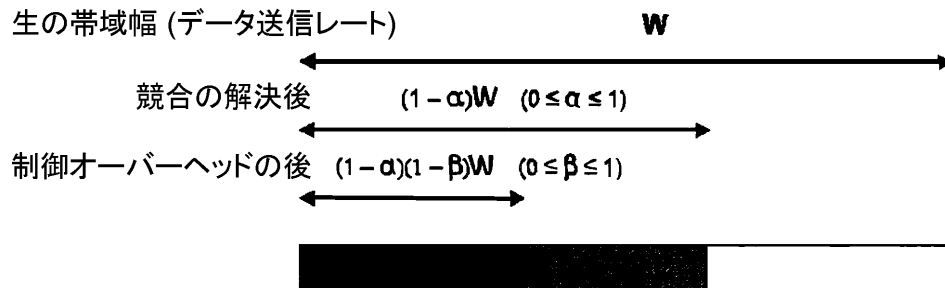 生の帯域幅 (データ送信レート) W
競合の解決後 (1 − α)W (0 ≤ α ≤ 1)
制御オーバーヘッドの後 (1 − α)(1 − β)W (0 ≤ β ≤ 1)